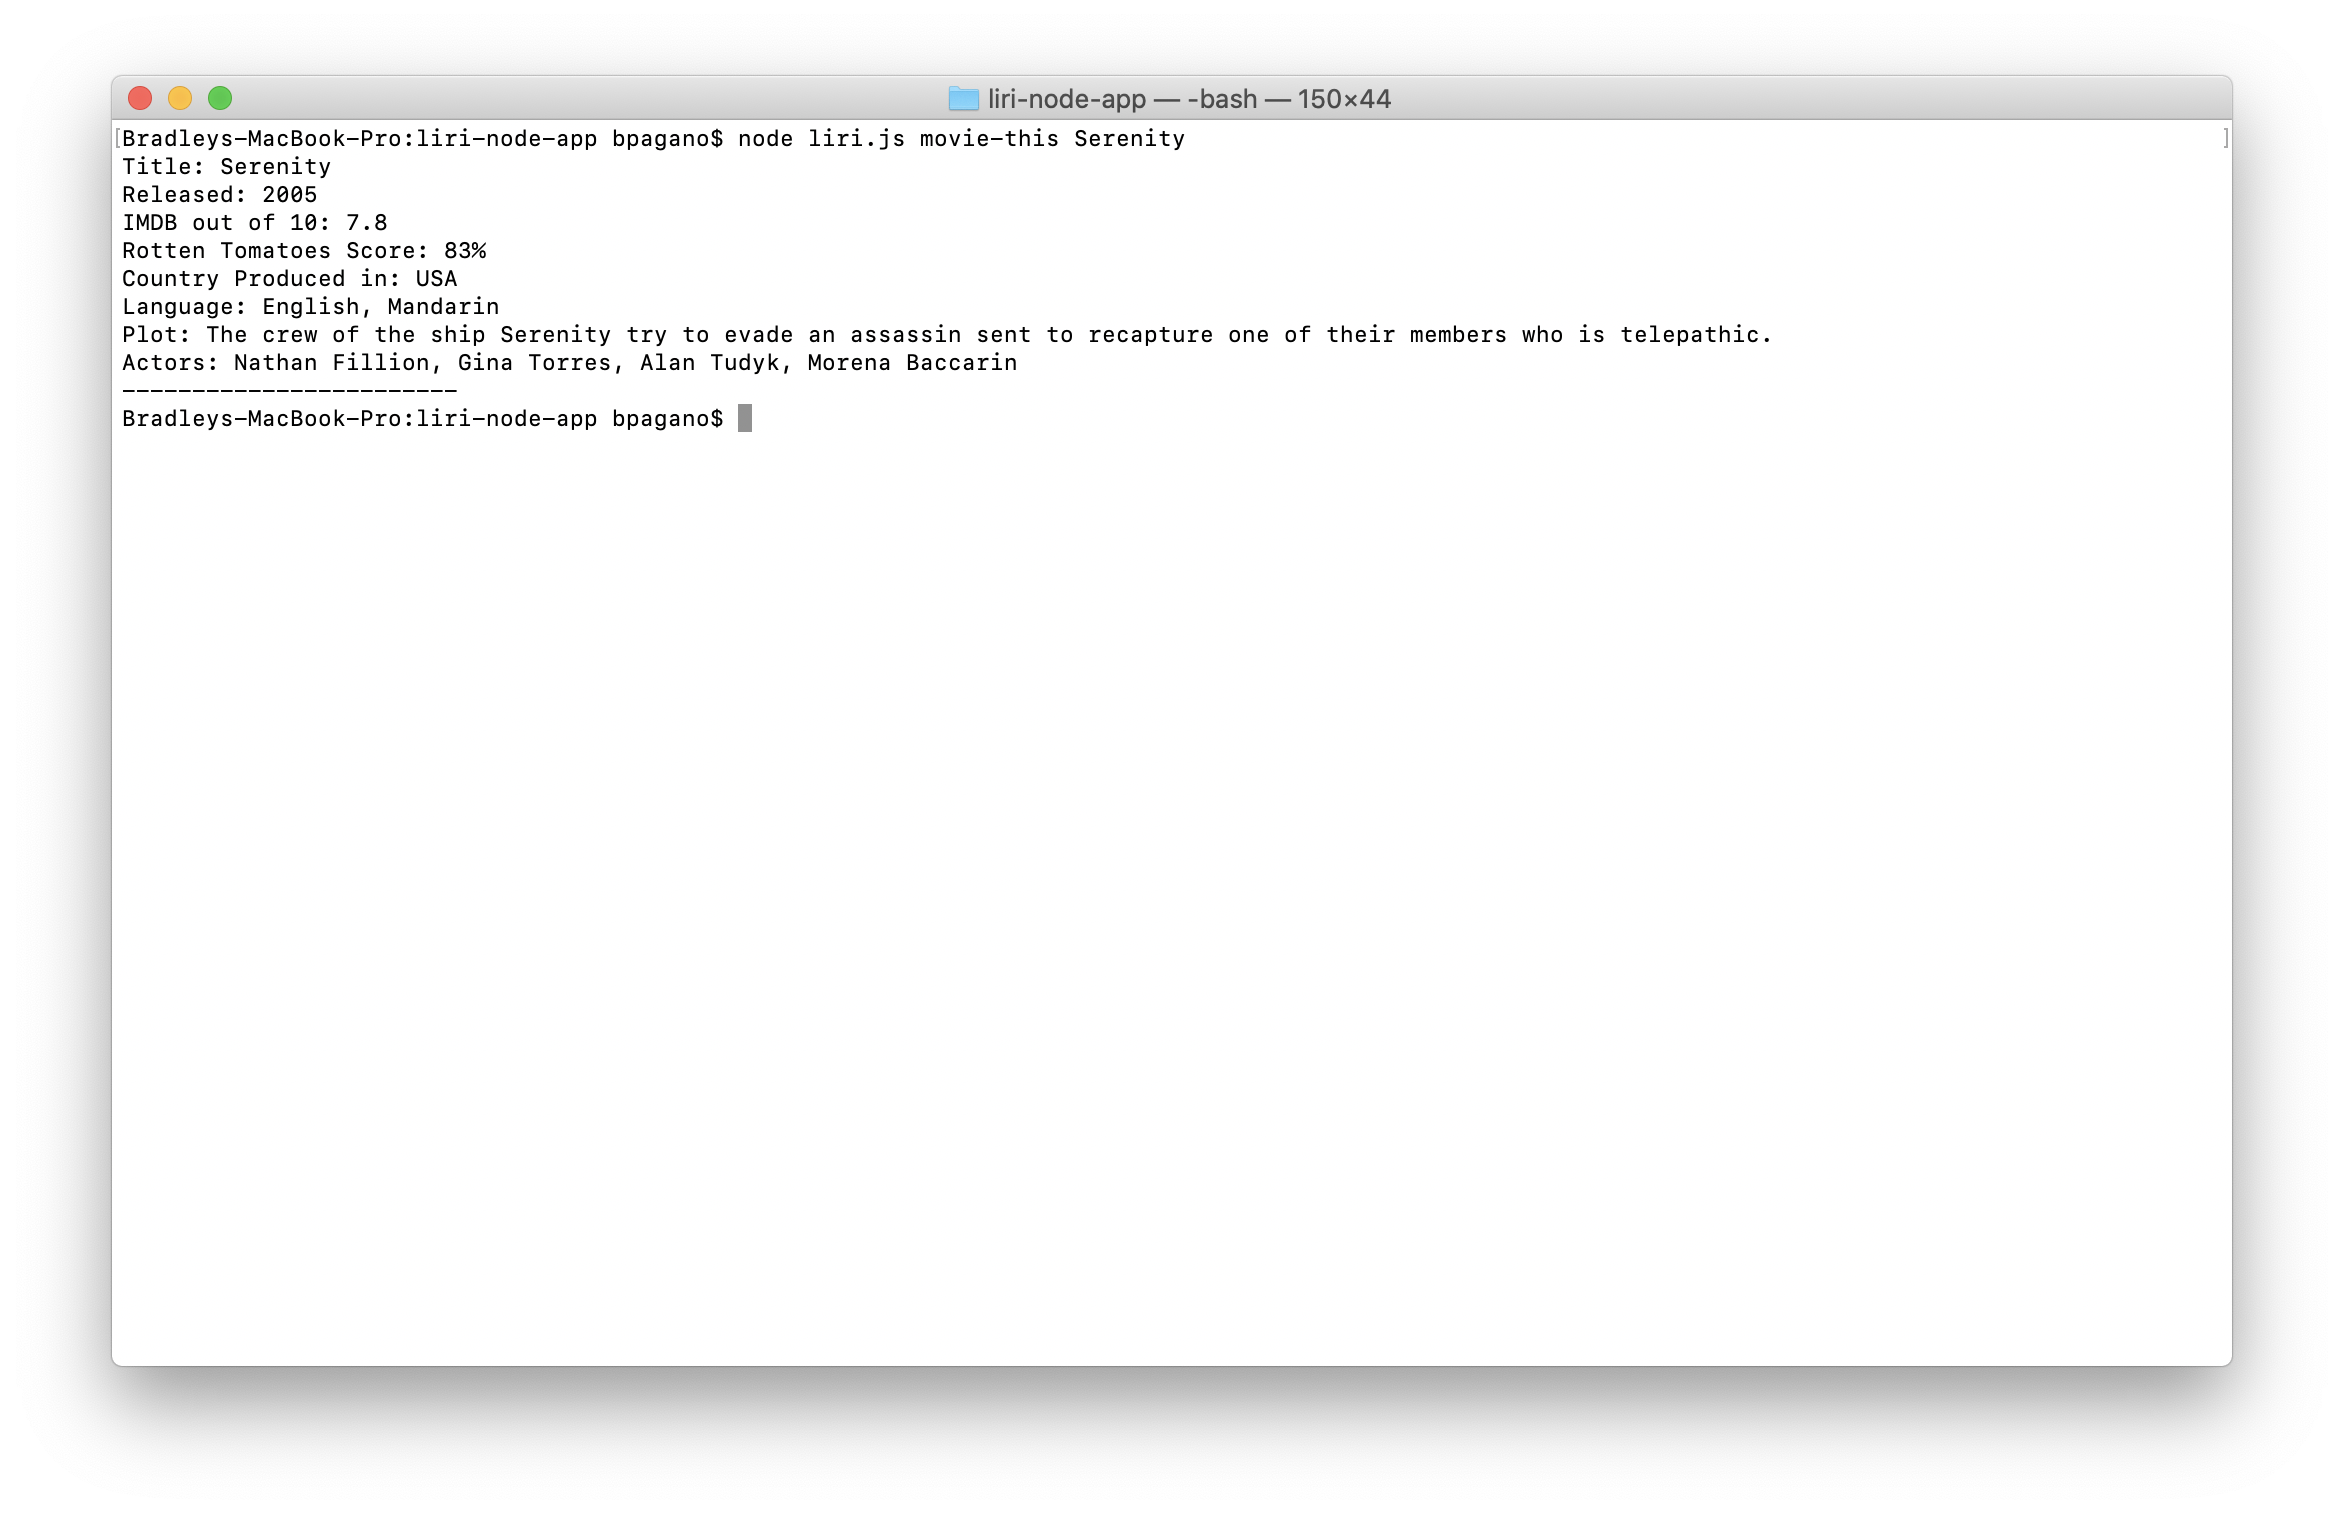 liri-node-app — -bash — 150×44
[Bradleys-MacBook-Pro:liri-node-app bpagano$ node liri.js movie-this Serenity ]
Title: Serenity
Released: 2005
IMDB out of 10: 7.8
Rotten Tomatoes Score: 83%
Country Produced in: USA
Language: English, Mandarin
Plot: The crew of the ship Serenity try to evade an assassin sent to recapture one of their members who is telepathic.
Actors: Nathan Fillion, Gina Torres, Alan Tudyk, Morena Baccarin
------------------------
Bradleys-MacBook-Pro:liri-node-app bpagano$